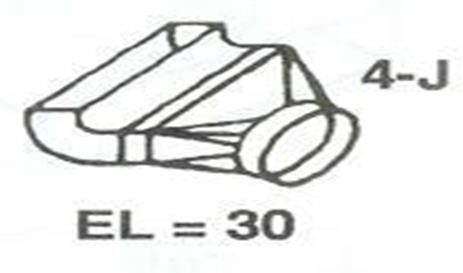 4-J
EL = 30